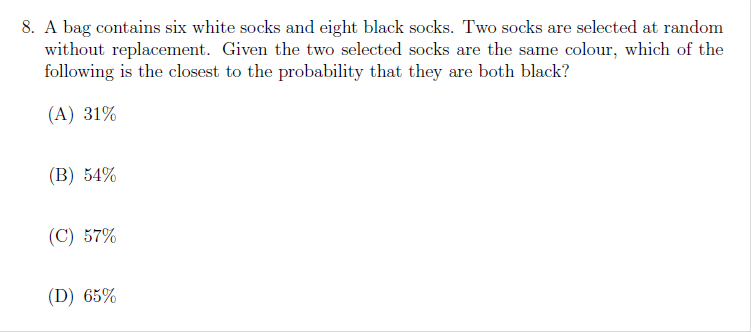 8. A bag contains six white socks and eight black socks. Two socks are selected at random
without replacement. Given the two selected socks are the same colour, which of the
following is the closest to the probability that they are both black?
(A) 31%
(B) 54%
(C) 57%
(D) 65%